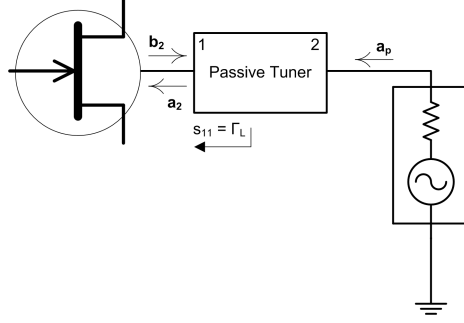 b2
1
2
ap
Passive Tuner
a2
s11 = ΓL